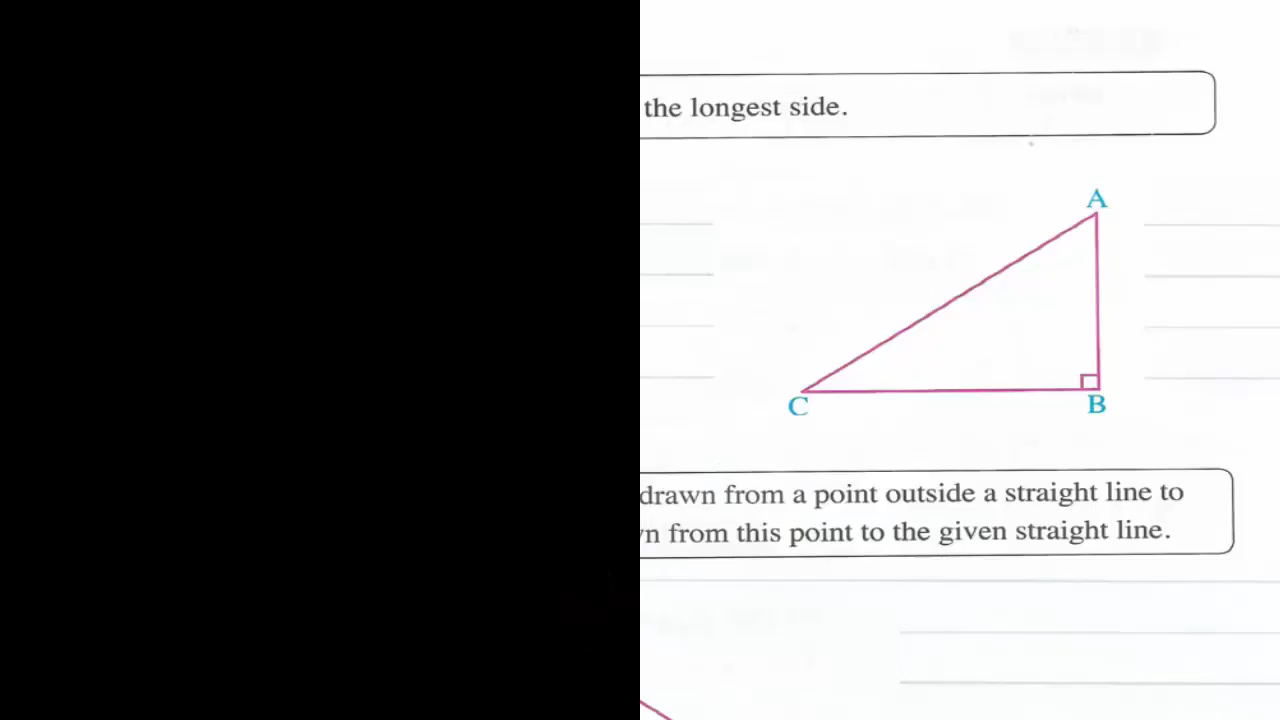 the longest side.
A
C
B
drawn from a point outside a straight line to
from this point to the given straight line.